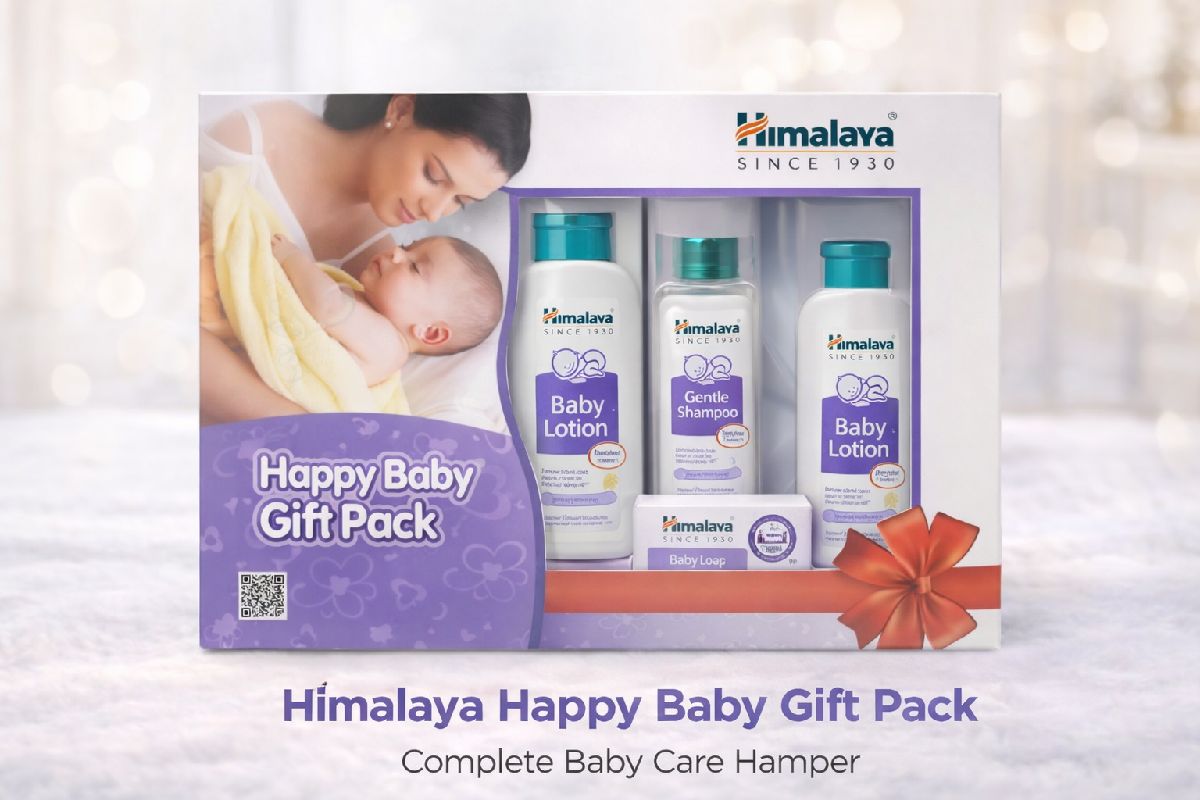 Himalaya
SINCE 1930
Himalaya
SINCE 1930
Baby
Lotion
Himalaya
SINCE 1930
Gentle
Shampoo
Himalaya
SINCE 1930
Baby
Lotion
Happy Baby
Gift Pack
Himalaya
SINCE 1930
Baby Loap
Himalaya Happy Baby Gift Pack
Complete Baby Care Hamper